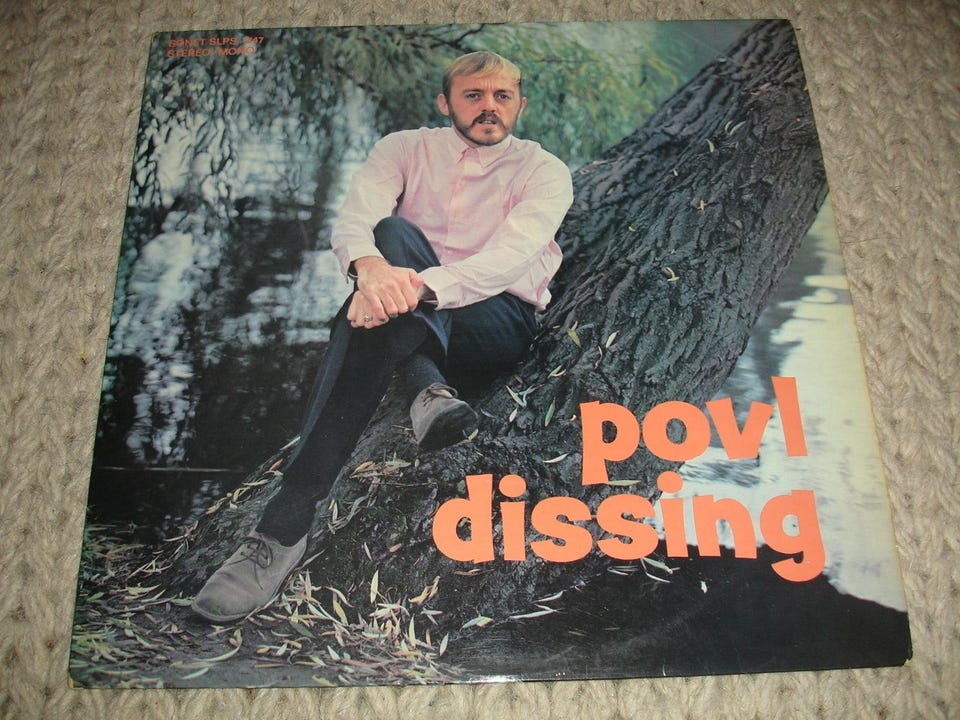 SONET SLPS
STEREO/MONO
povl
dissing